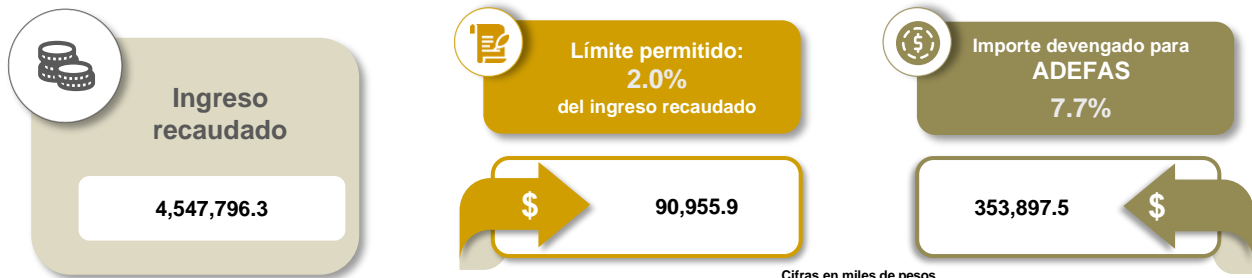 Ingreso
recaudado
4,547,796.3
Límite permitido:
2.0%
del ingreso recaudado
$
90,955.9
Importe devengado para
ADEFAS
7.7%
353,897.5
$
Cifras en miles de pesos